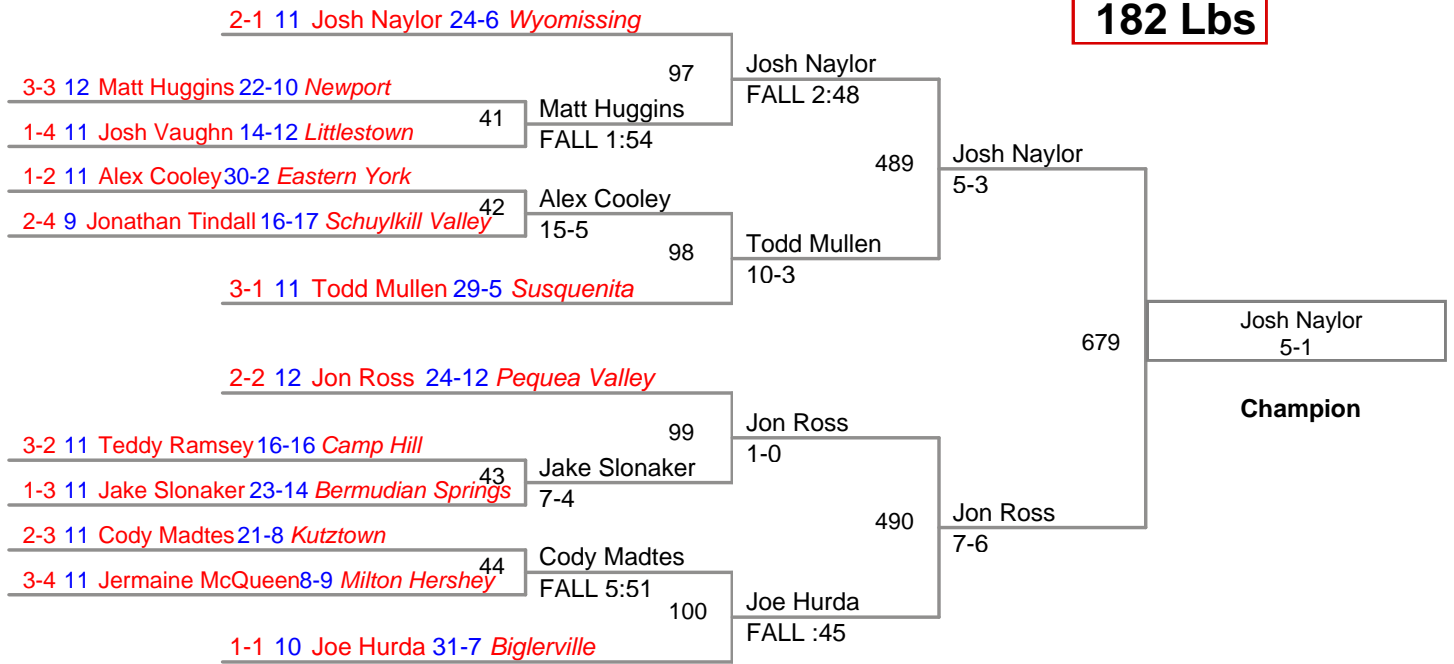 182 Lbs
2-1 11 Josh Naylor 24-6 Wyomissing
97
Josh Naylor
FALL 2:48
3-3 12 Matt Huggins 22-10 Newport
41
Matt Huggins
FALL 1:54
1-4 11 Josh Vaughn 14-12 Littlestown
489
Josh Naylor
5-3
1-2 11 Alex Cooley 30-2 Eastern York
42
Alex Cooley
15-5
2-4 9 Jonathan Tindall 16-17 Schuylkill Valley
98
Todd Mullen
10-3
3-1 11 Todd Mullen 29-5 Susquenita
679
Josh Naylor
5-1
Champion
2-2 12 Jon Ross 24-12 Pequea Valley
99
Jon Ross
1-0
3-2 11 Teddy Ramsey 16-16 Camp Hill
43
Jake Slonaker
7-4
1-3 11 Jake Slonaker 23-14 Bermudian Springs
490
Jon Ross
7-6
2-3 11 Cody Madtes 21-8 Kutztown
44
Cody Madtes
FALL 5:51
3-4 11 Jermaine McQueen 8-9 Milton Hershey
100
Joe Hurda
FALL :45
1-1 10 Joe Hurda 31-7 Biglerville